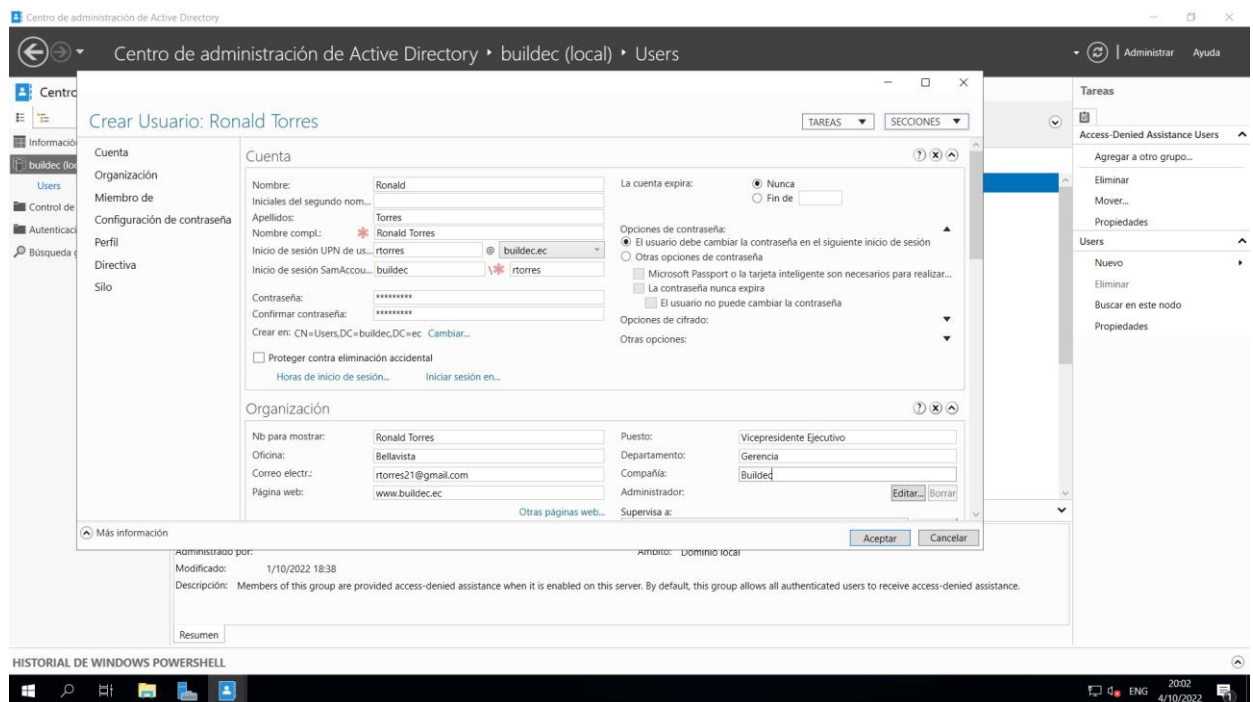 Centro de administración de Active Directory
Centro de administración de Active Directory • buildec (local) • Users
Administrar Ayuda
Centro
Informació
buildec (loc
Users
Control de
Autenticaci
Búsqueda g
Crear Usuario: Ronald Torres
TAREAS SECCIONES
Cuenta
Organización
Miembro de
Configuración de contraseña
Perfil
Directiva
Silo
Cuenta
Nombre: Ronald
Iniciales del segundo nom...
Apellidos: Torres
Nombre compl.: * Ronald Torres
Inicio de sesión UPN de us... rtorres @ buildec.ec
Inicio de sesión SamAccou... buildec \* rtorres
Contraseña: *********
Confirmar contraseña: *********
Crear en: CN=Users,DC=buildec,DC=ec Cambiar...
Proteger contra eliminación accidental
Horas de inicio de sesión... Iniciar sesión en...
La cuenta expira: Nunca
Fin de
Opciones de contraseña:
El usuario debe cambiar la contraseña en el siguiente inicio de sesión
Otras opciones de contraseña
Microsoft Passport o la tarjeta inteligente son necesarios para realizar...
La contraseña nunca expira
El usuario no puede cambiar la contraseña
Opciones de cifrado:
Otras opciones:
Organización
Nb para mostrar: Ronald Torres
Oficina: Bellavista
Correo electr.: rtorres21@gmail.com
Página web: www.buildec.ec
Otras páginas web...
Puesto: Vicepresidente Ejecutivo
Departamento: Gerencia
Compañía: Buildec
Administrador: Editar... Borrar
Supervisa a:
Más información
Aceptar Cancelar
Administrado por: Ámbito: Dominio local
Modificado: 1/10/2022 18:38
Descripción: Members of this group are provided access-denied assistance when it is enabled on this server. By default, this group allows all authenticated users to receive access-denied assistance.
Resumen
Tareas
Access-Denied Assistance Users
Agregar a otro grupo...
Eliminar
Mover...
Propiedades
Users
Nuevo
Eliminar
Buscar en este nodo
Propiedades
HISTORIAL DE WINDOWS POWERSHELL
ENG
20:02
4/10/2022